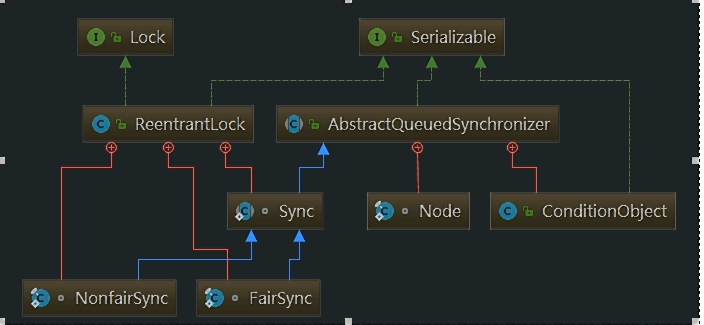 Lock
Serializable
ReentrantLock
AbstractQueuedSynchronizer
Sync
Node
ConditionObject
NonfairSync
FairSync